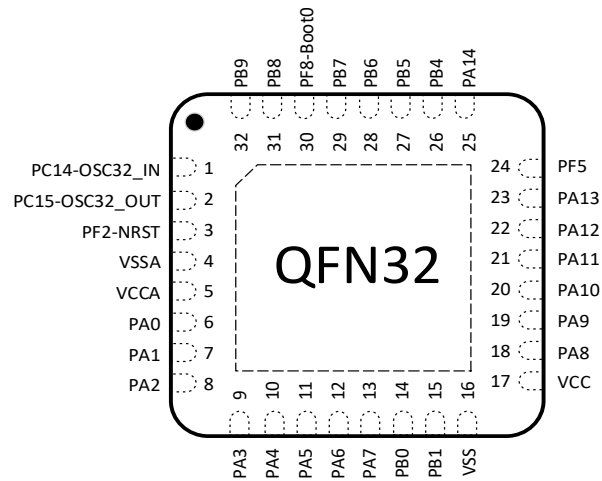 PB9
PB8
PF8-Boot0
PB7
PB6
PB5
PB4
PA14
32
31
30
29
28
27
26
25
PC14-OSC32_IN 1
PC15-OSC32_OUT 2
PF2-NRST 3
VSSA 4
VCCA 5
PA0 6
PA1 7
PA2 8
QFN32
24 PF5
23 PA13
22 PA12
21 PA11
20 PA10
19 PA9
18 PA8
17 VCC
9
10
11
12
13
14
15
16
PA3
PA4
PA5
PA6
PA7
PB0
PB1
VSS